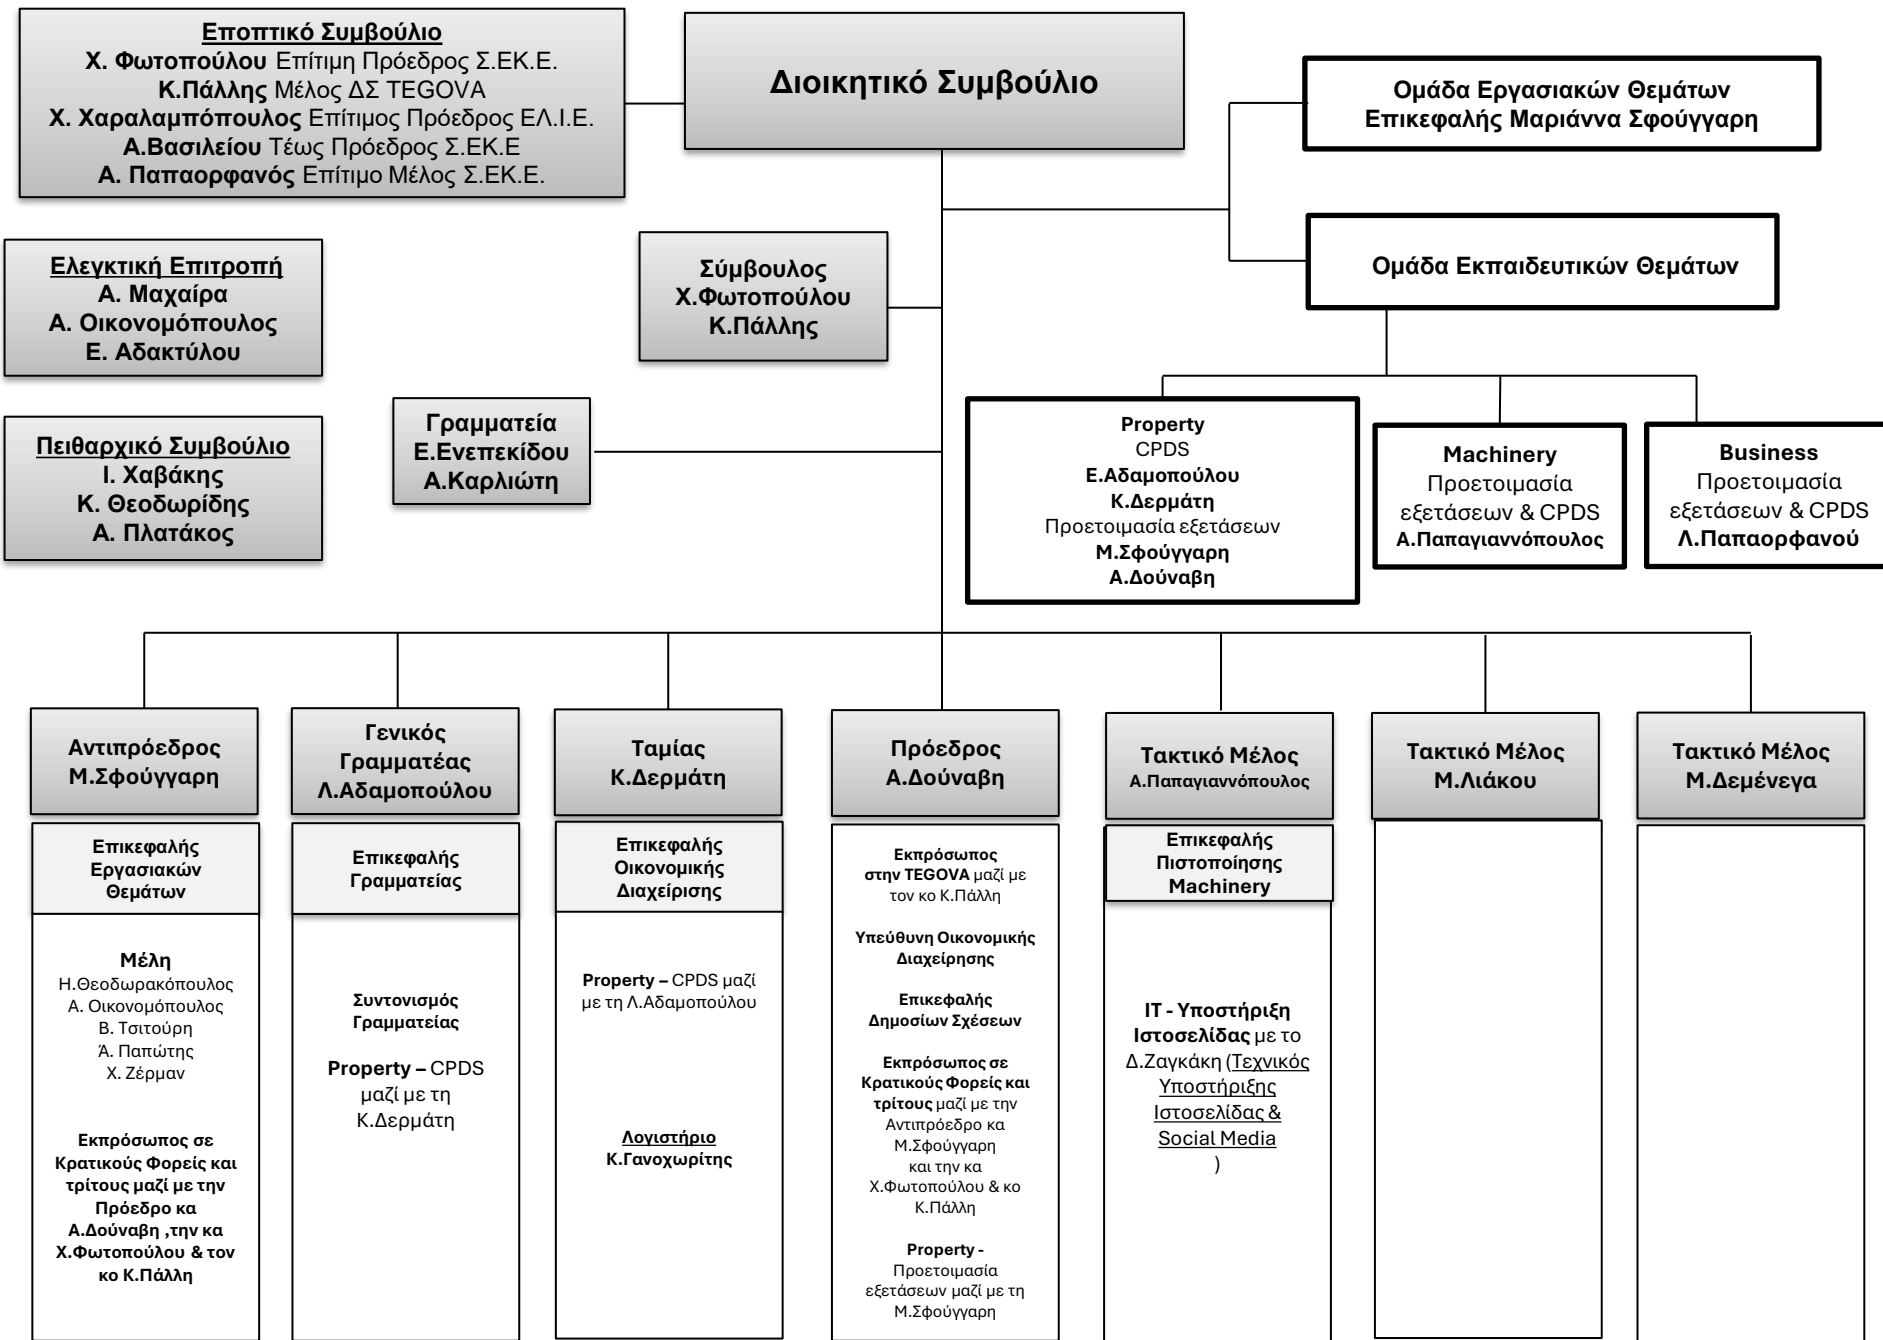 Εποπτικό Συμβούλιο
Χ. Φωτοπούλου Επίτιμη Πρόεδρος Σ.ΕΚ.Ε.
Κ.Πάλλης Μέλος ΔΣ TEGOVA
Χ. Χαραλαμπόπουλος Επίτιμος Πρόεδρος ΕΛ.Ι.Ε.
Α.Βασιλείου Τέως Πρόεδρος Σ.ΕΚ.Ε
Α. Παπαορφανός Επίτιμο Μέλος Σ.ΕΚ.Ε.
Διοικητικό Συμβούλιο
Ομάδα Εργασιακών Θεμάτων
Επικεφαλής Μαριάννα Σφούγγαρη
Ομάδα Εκπαιδευτικών Θεμάτων
Ελεγκτική Επιτροπή
Α. Μαχαίρα
Α. Οικονομόπουλος
Ε. Αδακτύλου
Σύμβουλος
Χ.Φωτοπούλου
Κ.Πάλλης
Πειθαρχικό Συμβούλιο
Ι. Χαβάκης
Κ. Θεοδωρίδης
Α. Πλατάκος
Γραμματεία
Ε.Ενεπεκίδου
Α.Καρλιώτη
Property
CPDS
Ε.Αδαμοπούλου
Κ.Δερμάτη
Προετοιμασία εξετάσεων
Μ.Σφούγγαρη
Α.Δούναβη
Machinery
Προετοιμασία
εξετάσεων & CPDS
Α.Παπαγιαννόπουλος
Business
Προετοιμασία
εξετάσεων & CPDS
Λ.Παπαορφανού
Αντιπρόεδρος
Μ.Σφούγγαρη
Επικεφαλής
Εργασιακών
Θεμάτων
Μέλη
Η.Θεοδωρακόπουλος
Α. Οικονομόπουλος
Β. Τσιτούρη
Ά. Παπώτης
Χ. Ζέρμαν
Εκπρόσωπος σε
Κρατικούς Φορείς και
τρίτους μαζί με την
Πρόεδρο κα
Α.Δούναβη ,την κα
Χ.Φωτοπούλου & τον
κο Κ.Πάλλη
Γενικός
Γραμματέας
Λ.Αδαμοπούλου
Επικεφαλής
Γραμματείας
Συντονισμός
Γραμματείας
Property – CPDS
μαζί με τη
Κ.Δερμάτη
Ταμίας
Κ.Δερμάτη
Επικεφαλής
Οικονομικής
Διαχείρισης
Property – CPDS μαζί
με τη Λ.Αδαμοπούλου
Λογιστήριο
Κ.Γανοχωρίτης
Πρόεδρος
Α.Δούναβη
Εκπρόσωπος
στην TEGOVA μαζί με
τον κο Κ.Πάλλη
Υπεύθυνη Οικονομικής
Διαχείρησης
Επικεφαλής
Δημοσίων Σχέσεων
Εκπρόσωπος σε
Κρατικούς Φορείς και
τρίτους μαζί με την
Αντιπρόεδρο κα
Μ.Σφούγγαρη
και την κα
Χ.Φωτοπούλου & κο
Κ.Πάλλη
Property -
Προετοιμασία
εξετάσεων μαζί με τη
Μ.Σφούγγαρη
Τακτικό Μέλος
Α.Παπαγιαννόπουλος
Επικεφαλής
Πιστοποίησης
Machinery
IT - Υποστήριξη
Ιστοσελίδας με το
Δ.Ζαγκάκη (Τεχνικός
Υποστήριξης
Ιστοσελίδας &
Social Media
)
Τακτικό Μέλος
Μ.Λιάκου
Τακτικό Μέλος
Μ.Δεμένεγα